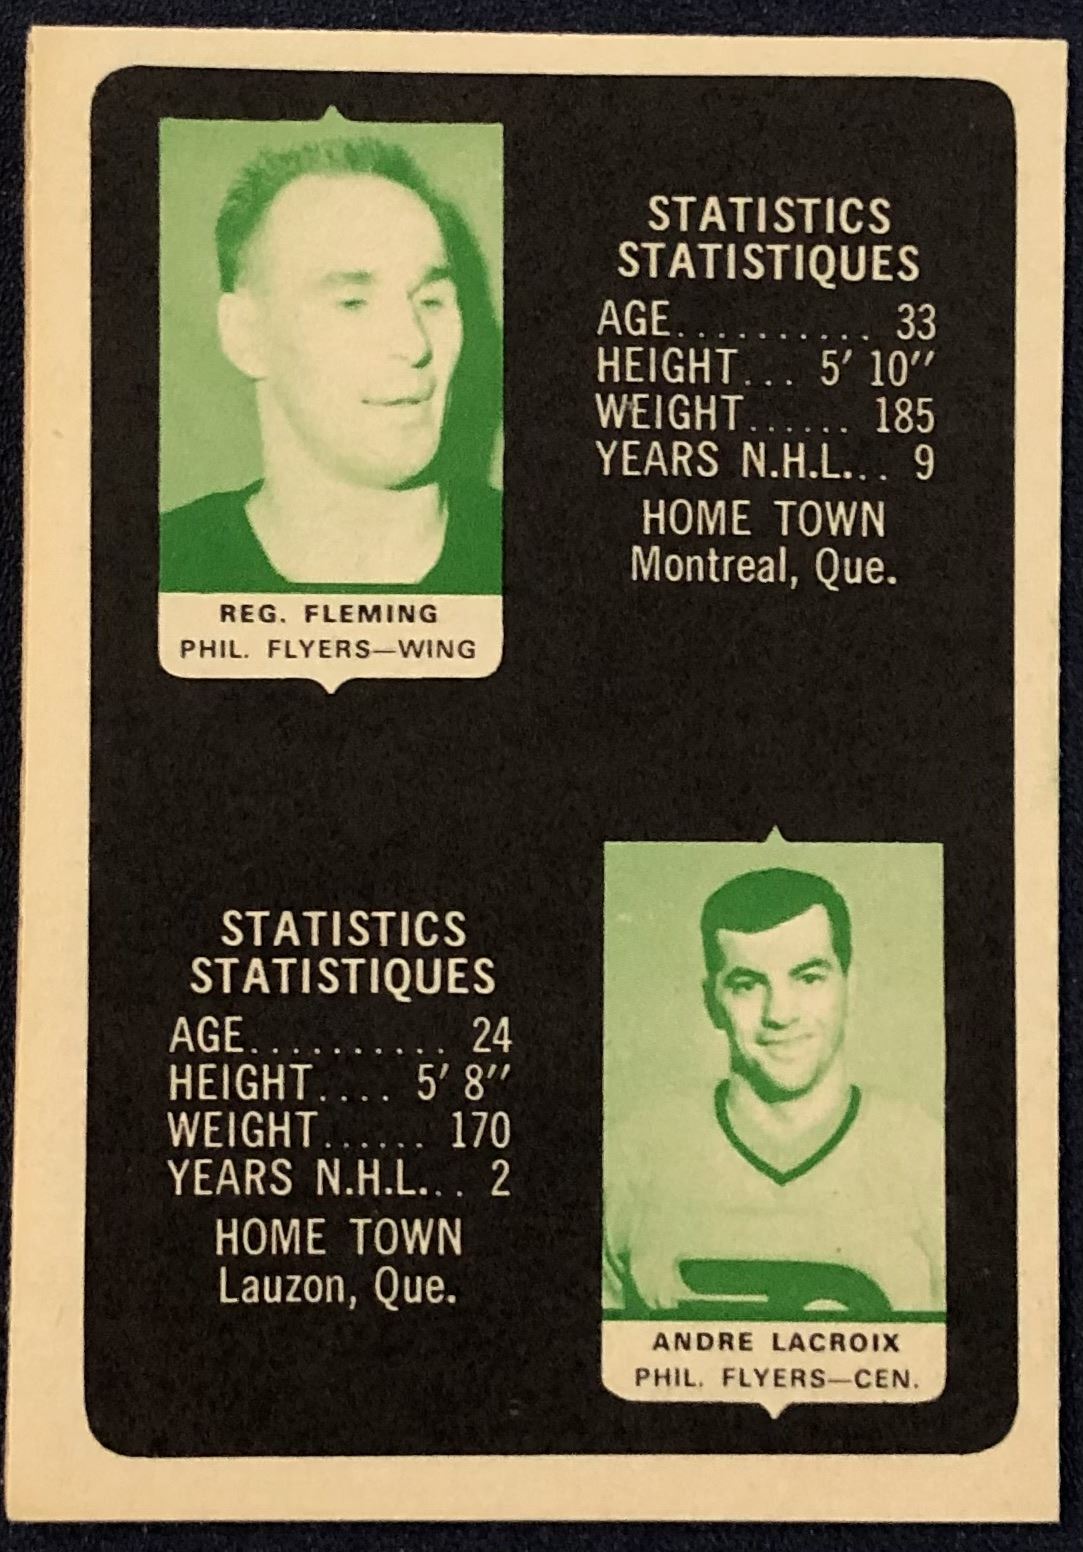 STATISTICS
STATISTIQUES
AGE........... 33
HEIGHT... 5′ 10″
WEIGHT...... 185
YEARS N.H.L... 9
HOME TOWN
Montreal, Que.
REG. FLEMING
PHIL. FLYERS—WING
STATISTICS
STATISTIQUES
AGE........... 24
HEIGHT.... 5′ 8″
WEIGHT...... 170
YEARS N.H.L... 2
HOME TOWN
Lauzon, Que.
ANDRE LACROIX
PHIL. FLYERS—CEN.